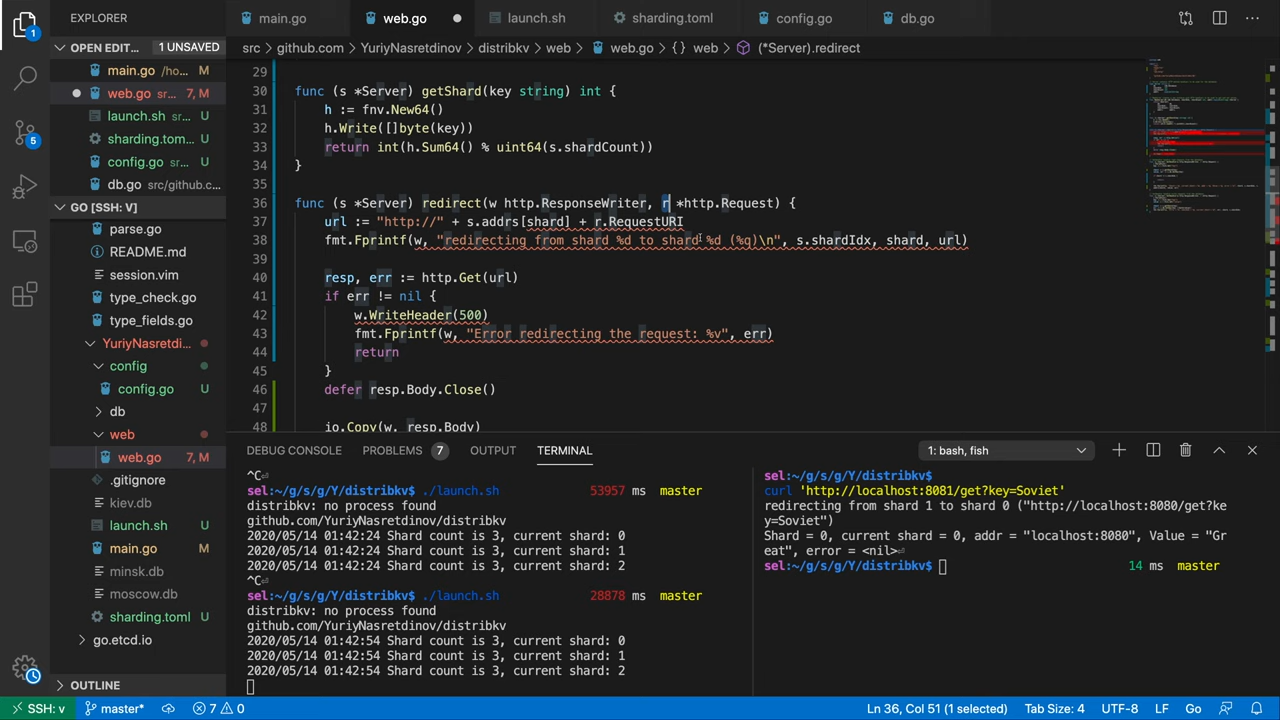 main.go
web.go
launch.sh
sharding.toml
config.go
db.go
1
OPEN EDIT... 1 UNSAVED
src > github.com > YuriyNasretdinov > distribkv > web > web.go > {} web > (*Server).redirect
main.go /ho... M
web.go sr... 7, M
launch.sh src... U
sharding.toml ... U
config.go src... U
db.go src/github.c...
5
GO [SSH: V]
parse.go
README.md
session.vim
type_check.go
type_fields.go
YuriyNasretdi...
config
config.go U
db
web
web.go 7, M
.gitignore
kiev.db
launch.sh U
main.go M
minsk.db
moscow.db
sharding.toml U
go.etcd.io
OUTLINE
29
30 func (s *Server) getShard(key string) int {
31 h := fnv.New64()
32 h.Write([]byte(key))
33 return int(h.Sum64() % uint64(s.shardCount))
34 }
35
36 func (s *Server) redirect(w http.ResponseWriter, r *http.Request) {
37 url := "http://" + s.addrs[shard] + r.RequestURI
38 fmt.Fprintf(w, "redirecting from shard %d to shard %d (%q)\n", s.shardIdx, shard, url)
39
40 resp, err := http.Get(url)
41 if err != nil {
42 w.WriteHeader(500)
43 fmt.Fprintf(w, "Error redirecting the request: %v", err)
44 return
45 }
46 defer resp.Body.Close()
47
48 io.Copy(w, resp.Body)
DEBUG CONSOLE PROBLEMS 7 OUTPUT TERMINAL 1: bash, fish
^C⏎
sel:~/g/s/g/Y/distribkv$ ./launch.sh 53957 ms master
distribkv: no process found
github.com/YuriyNasretdinov/distribkv
2020/05/14 01:42:24 Shard count is 3, current shard: 0
2020/05/14 01:42:24 Shard count is 3, current shard: 1
2020/05/14 01:42:24 Shard count is 3, current shard: 2
^C⏎
sel:~/g/s/g/Y/distribkv$ ./launch.sh 28878 ms master
distribkv: no process found
github.com/YuriyNasretdinov/distribkv
2020/05/14 01:42:54 Shard count is 3, current shard: 0
2020/05/14 01:42:54 Shard count is 3, current shard: 1
2020/05/14 01:42:54 Shard count is 3, current shard: 2
sel:~/g/s/g/Y/distribkv$
curl 'http://localhost:8081/get?key=Soviet'
redirecting from shard 1 to shard 0 ("http://localhost:8080/get?ke
y=Soviet")
Shard = 0, current shard = 0, addr = "localhost:8080", Value = "Gr
eat", error = <nil>⏎
sel:~/g/s/g/Y/distribkv$ 14 ms master
SSH: v master* 7 0 Ln 36, Col 51 (1 selected) Tab Size: 4 UTF-8 LF Go